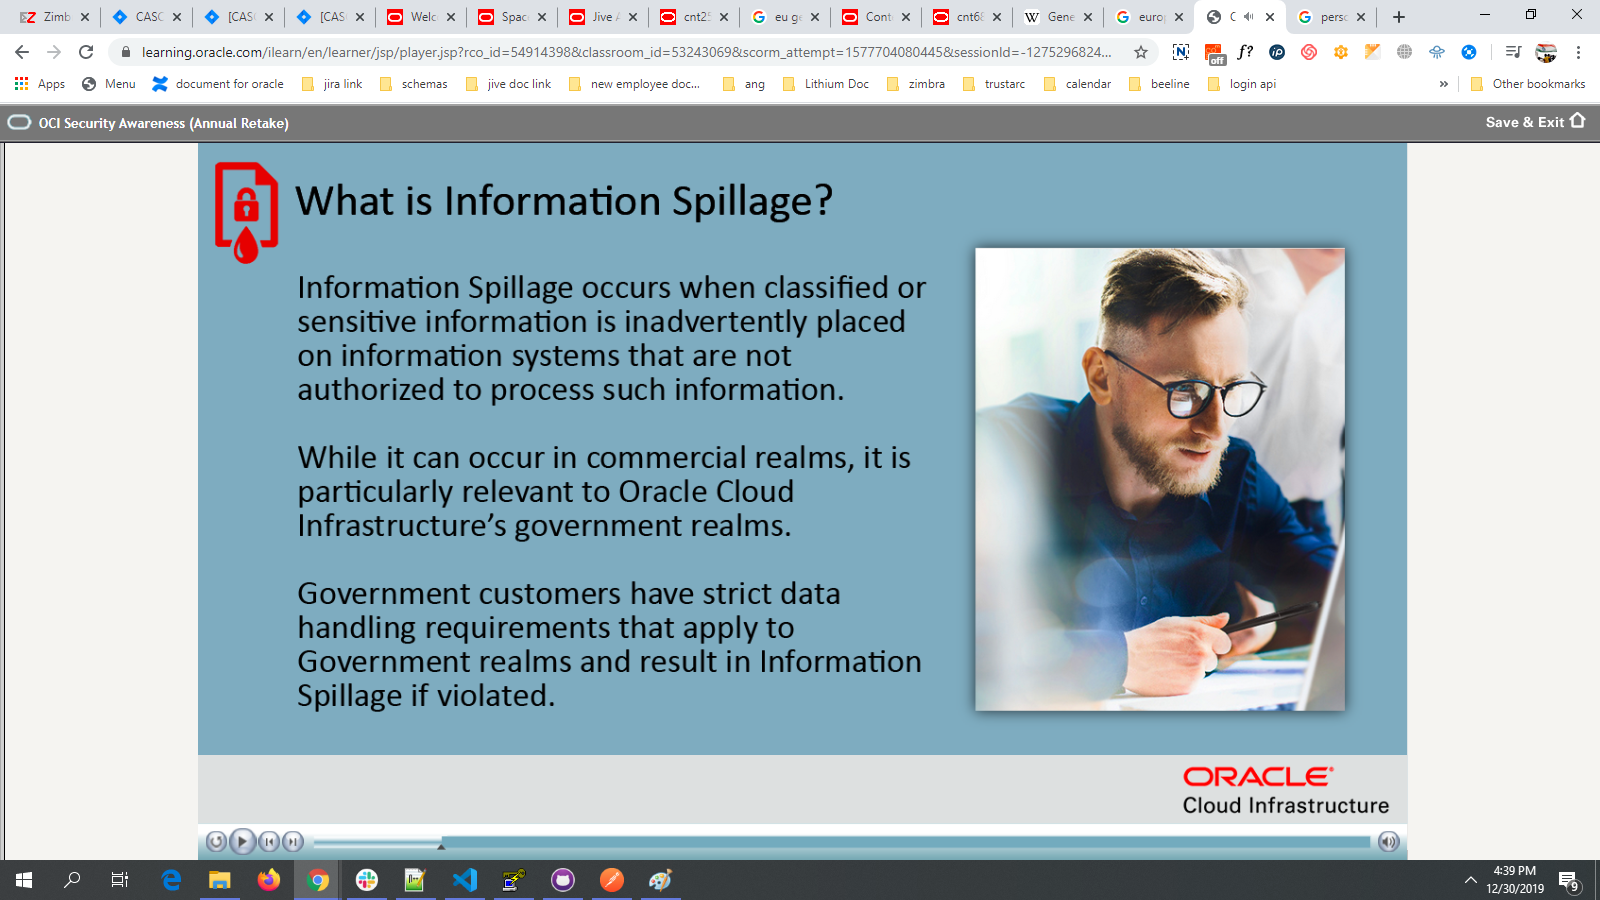 Zimb
CASC
[CAS
[CAS
Welc
Spac
Jive A
cnt25
eu ge
Cont
cnt68
Gene
europ
C
perso
learning.oracle.com/ilearn/en/learner/jsp/player.jsp?rco_id=54914398&classroom_id=53243069&scorm_attempt=1577704080445&sessionId=-1275296824...
off
f?
Apps
Menu
document for oracle
jira link
schemas
jive doc link
new employee doc...
ang
Lithium Doc
zimbra
trustarc
calendar
beeline
login api
»
Other bookmarks
OCI Security Awareness (Annual Retake)
Save & Exit
What is Information Spillage?
Information Spillage occurs when classified or
sensitive information is inadvertently placed
on information systems that are not
authorized to process such information.
While it can occur in commercial realms, it is
particularly relevant to Oracle Cloud
Infrastructure’s government realms.
Government customers have strict data
handling requirements that apply to
Government realms and result in Information
Spillage if violated.
ORACLE®
Cloud Infrastructure
4:39 PM
12/30/2019
9